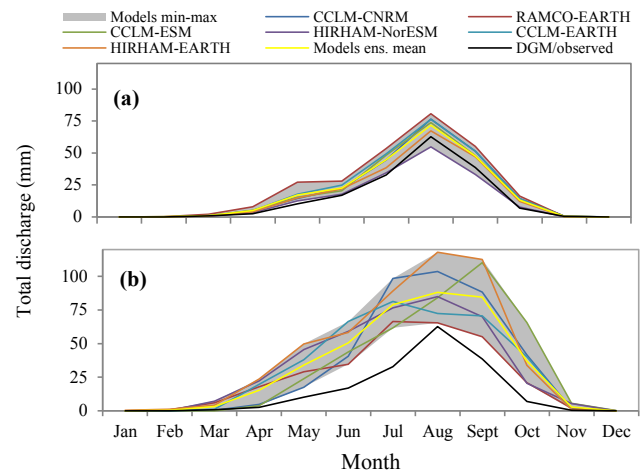 Models min-max CCLM-CNRM RAMCO-EARTH
CCLM-ESM HIRHAM-NorESM CCLM-EARTH
HIRHAM-EARTH Models ens. mean DGM/observed
(a)
100
75
50
25
0
Total discharge (mm)
(b)
100
75
50
25
0
Jan Feb Mar Apr May Jun Jul Aug Sept Oct Nov Dec
Month